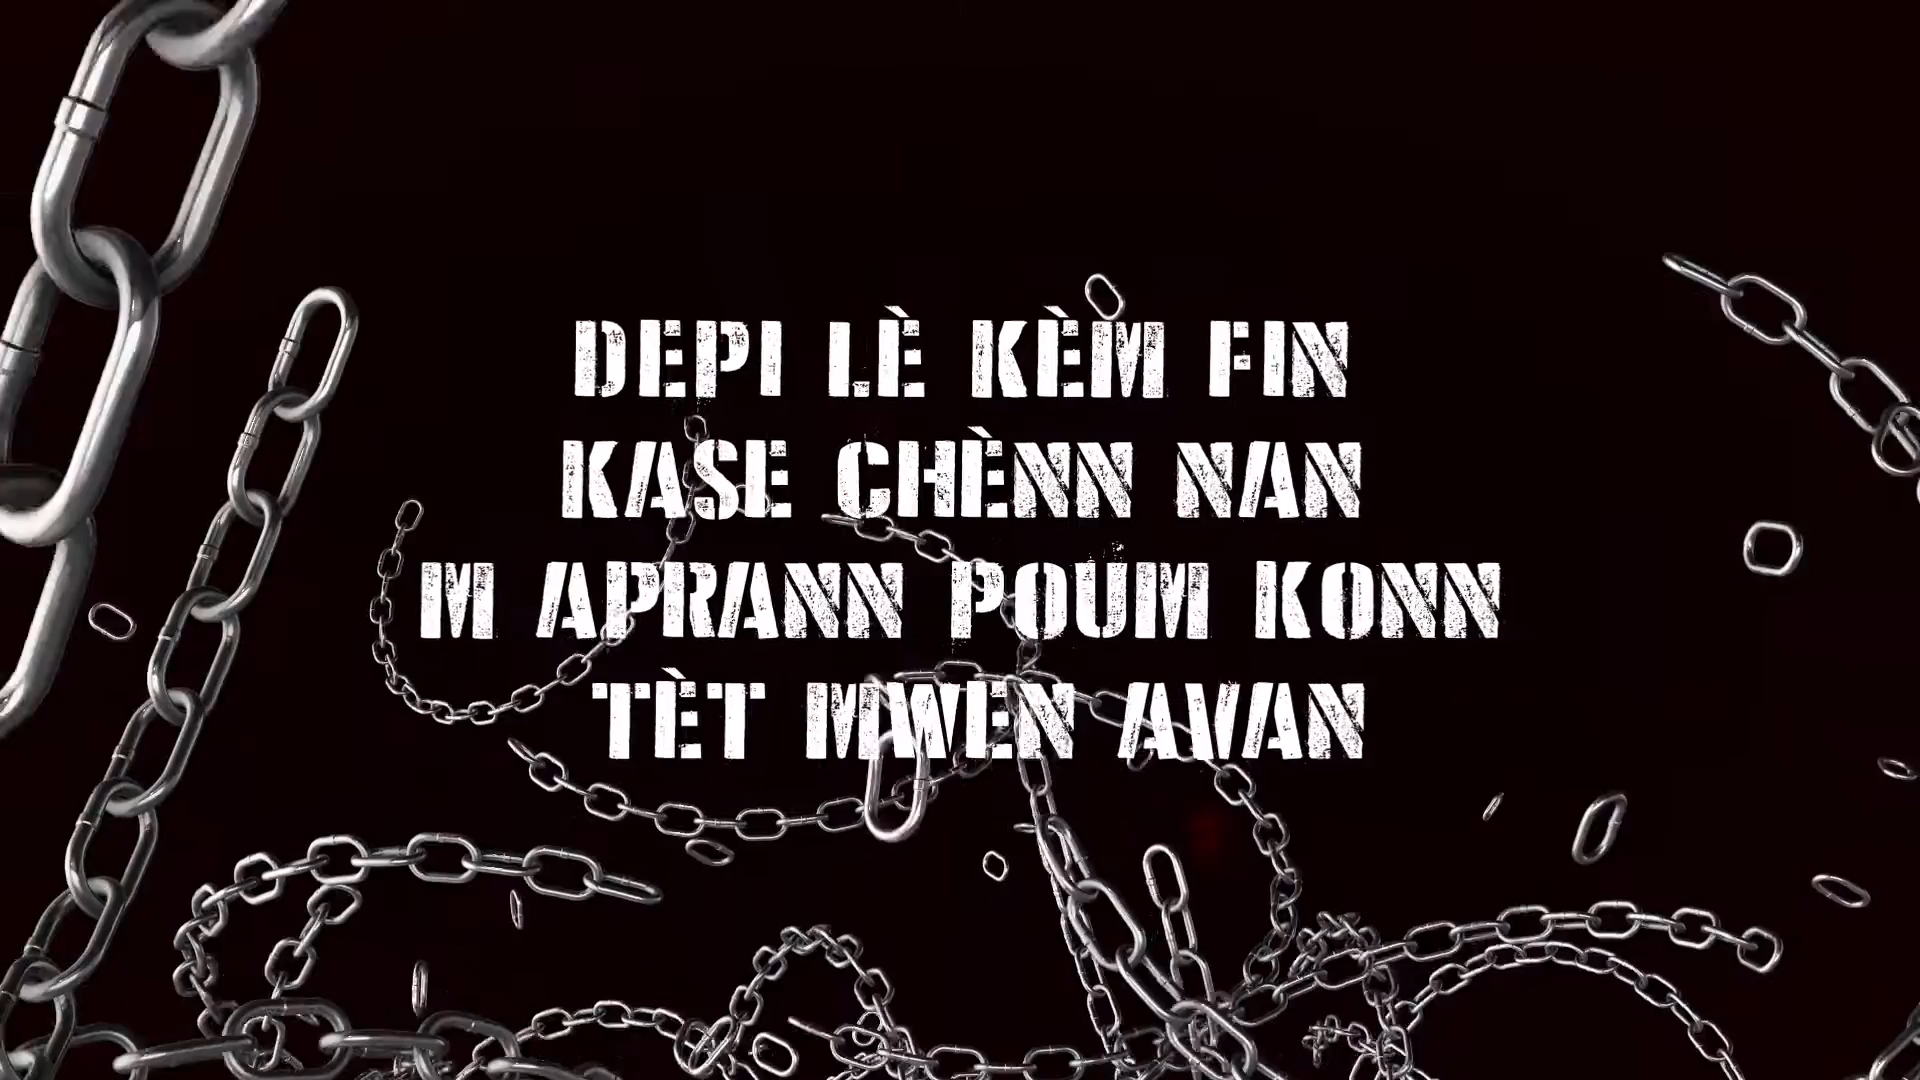 DEPI LÈ KÈM FIN
KASE CHÈNN NAN
M APRANN POUM KONN
TÈT MWEN AVAN